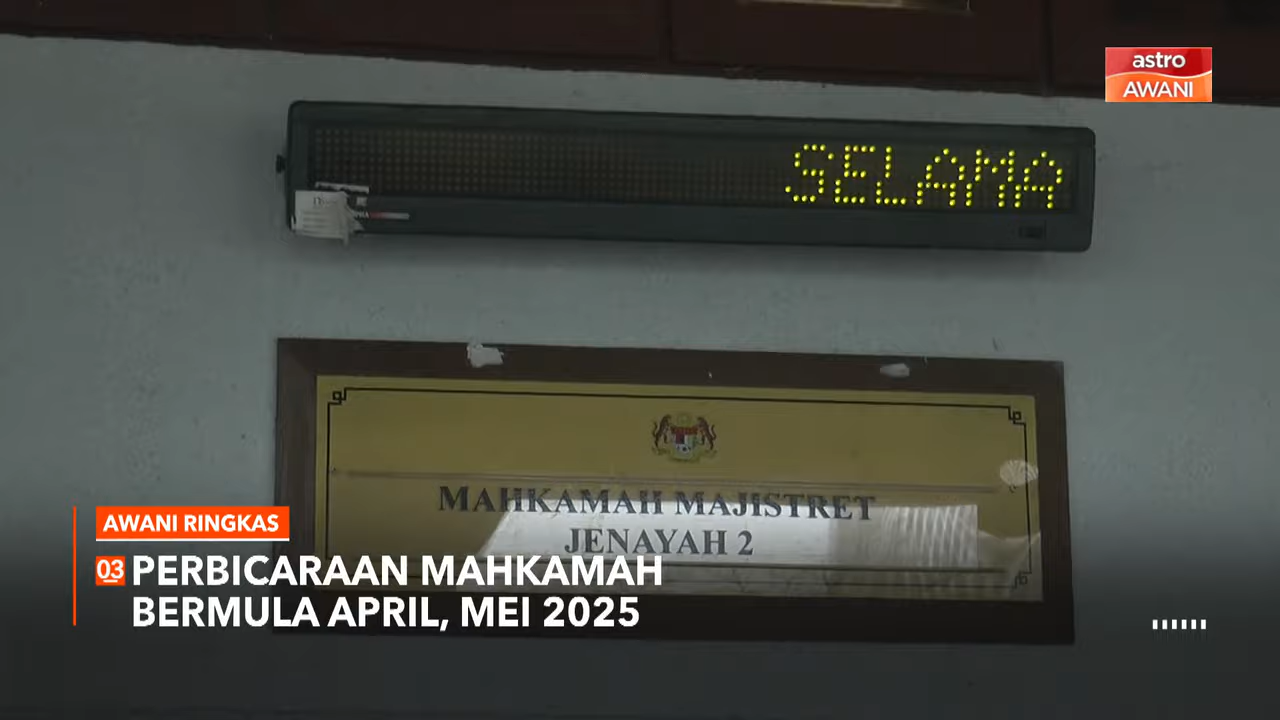 astro
AWANI
SELAMA
MAHKAMAH MAJISTRET
JENAYAH 2
AWANI RINGKAS
03 PERBICARAAN MAHKAMAH
BERMULA APRIL, MEI 2025